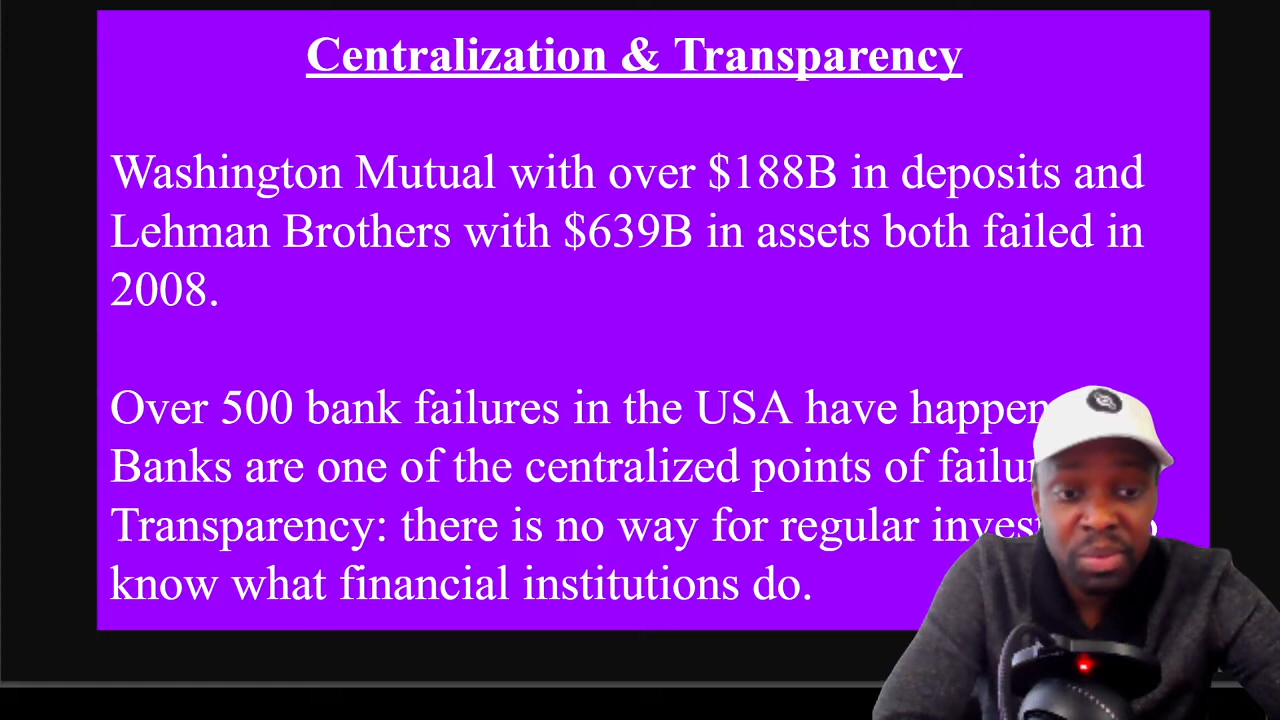 Centralization & Transparency
Washington Mutual with over $188B in deposits and
Lehman Brothers with $639B in assets both failed in
2008.
Over 500 bank failures in the USA have
Banks are one of the centralized points of
Transparency: there is no way for regular
know what financial institutions do.